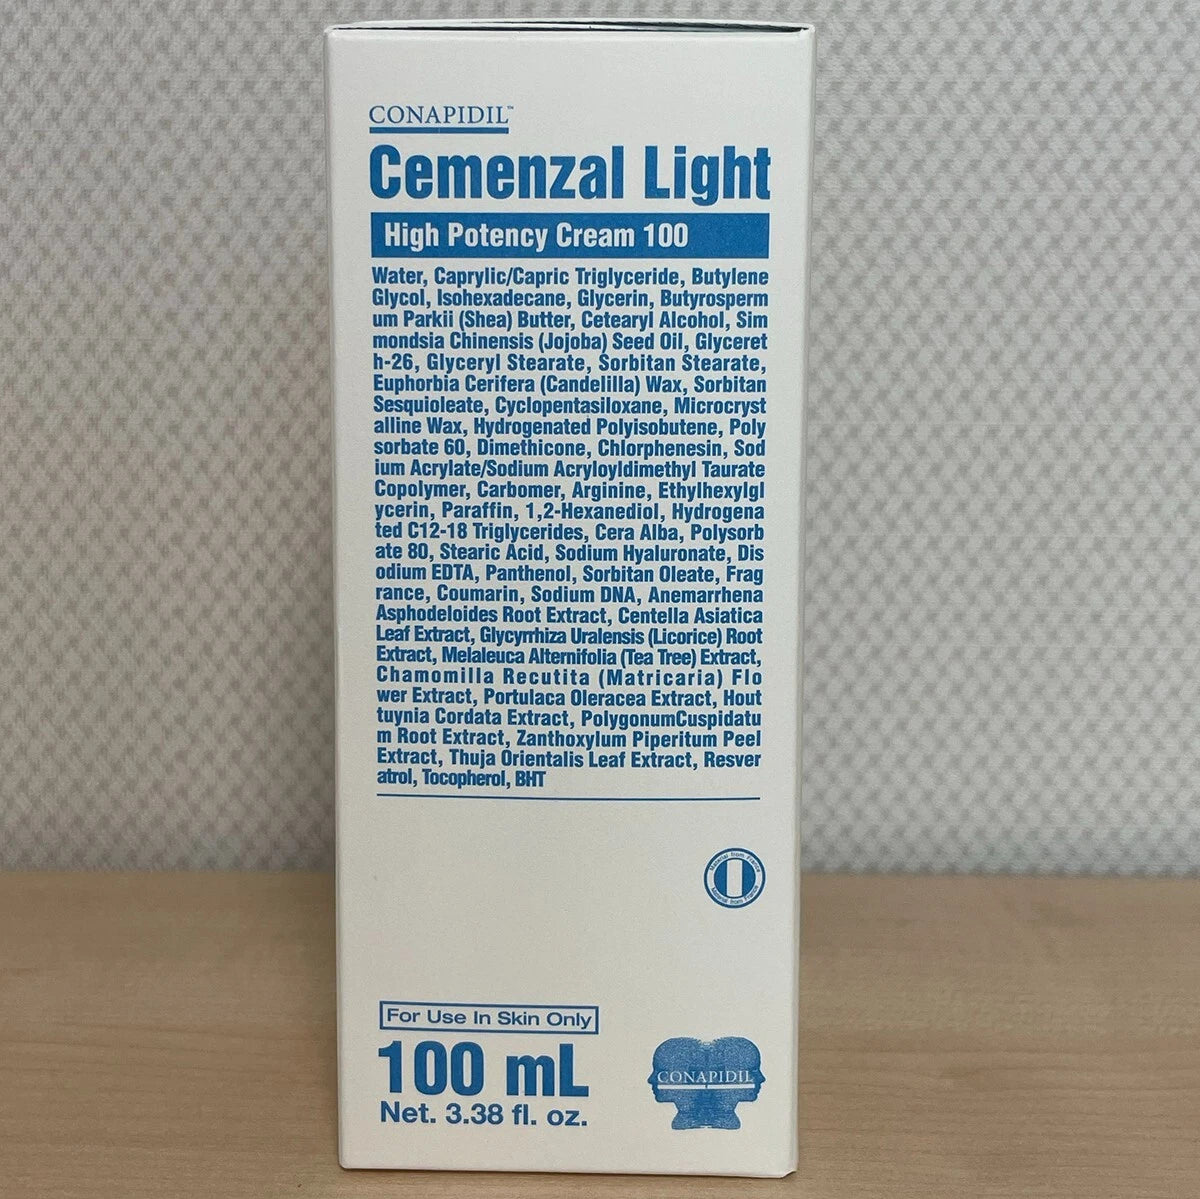 CONAPIDIL™
Cemenzal Light
High Potency Cream 100
Water, Caprylic/Capric Triglyceride, Butylene
Glycol, Isohexadecane, Glycerin, Butyrosperm
um Parkii (Shea) Butter, Cetearyl Alcohol, Sim
mondsia Chinensis (Jojoba) Seed Oil, Glyceret
h-26, Glyceryl Stearate, Sorbitan Stearate,
Euphorbia Cerifera (Candelilla) Wax, Sorbitan
Sesquioleate, Cyclopentasiloxane, Microcryst
alline Wax, Hydrogenated Polyisobutene, Poly
sorbate 60, Dimethicone, Chlorphenesin, Sod
ium Acrylate/Sodium Acryloyldimethyl Taurate
Copolymer, Carbomer, Arginine, Ethylhexylgl
ycerin, Paraffin, 1,2-Hexanediol, Hydrogena
ted C12-18 Triglycerides, Cera Alba, Polysorb
ate 80, Stearic Acid, Sodium Hyaluronate, Dis
odium EDTA, Panthenol, Sorbitan Oleate, Frag
rance, Coumarin, Sodium DNA, Anemarrhena
Asphodeloides Root Extract, Centella Asiatica
Leaf Extract, Glycyrrhiza Uralensis (Licorice) Root
Extract, Melaleuca Alternifolia (Tea Tree) Extract,
Chamomilla Recutita (Matricaria) Flo
wer Extract, Portulaca Oleracea Extract, Hout
tuynia Cordata Extract, PolygonumCuspidatu
m Root Extract, Zanthoxylum Piperitum Peel
Extract, Thuja Orientalis Leaf Extract, Resver
atrol, Tocopherol, BHT
Material from France
Material from France
For Use In Skin Only
100 mL
Net. 3.38 fl. oz.
CONAPIDIL